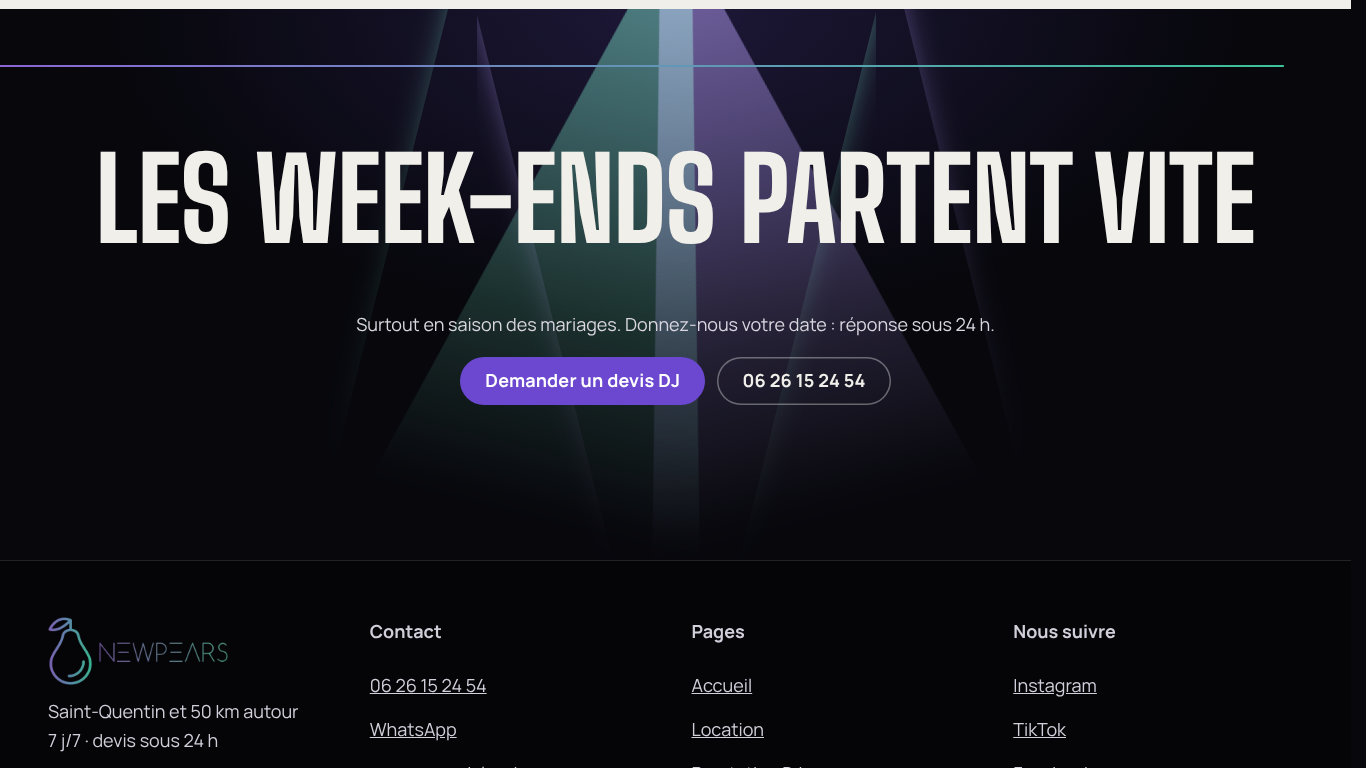 LES WEEK-ENDS PARTENT VITE
Surtout en saison des mariages. Donnez-nous votre date : réponse sous 24 h.
Demander un devis DJ
06 26 15 24 54
NEWPEARS
Saint-Quentin et 50 km autour
7 j/7 · devis sous 24 h
Contact
06 26 15 24 54
WhatsApp
Pages
Accueil
Location
Nous suivre
Instagram
TikTok